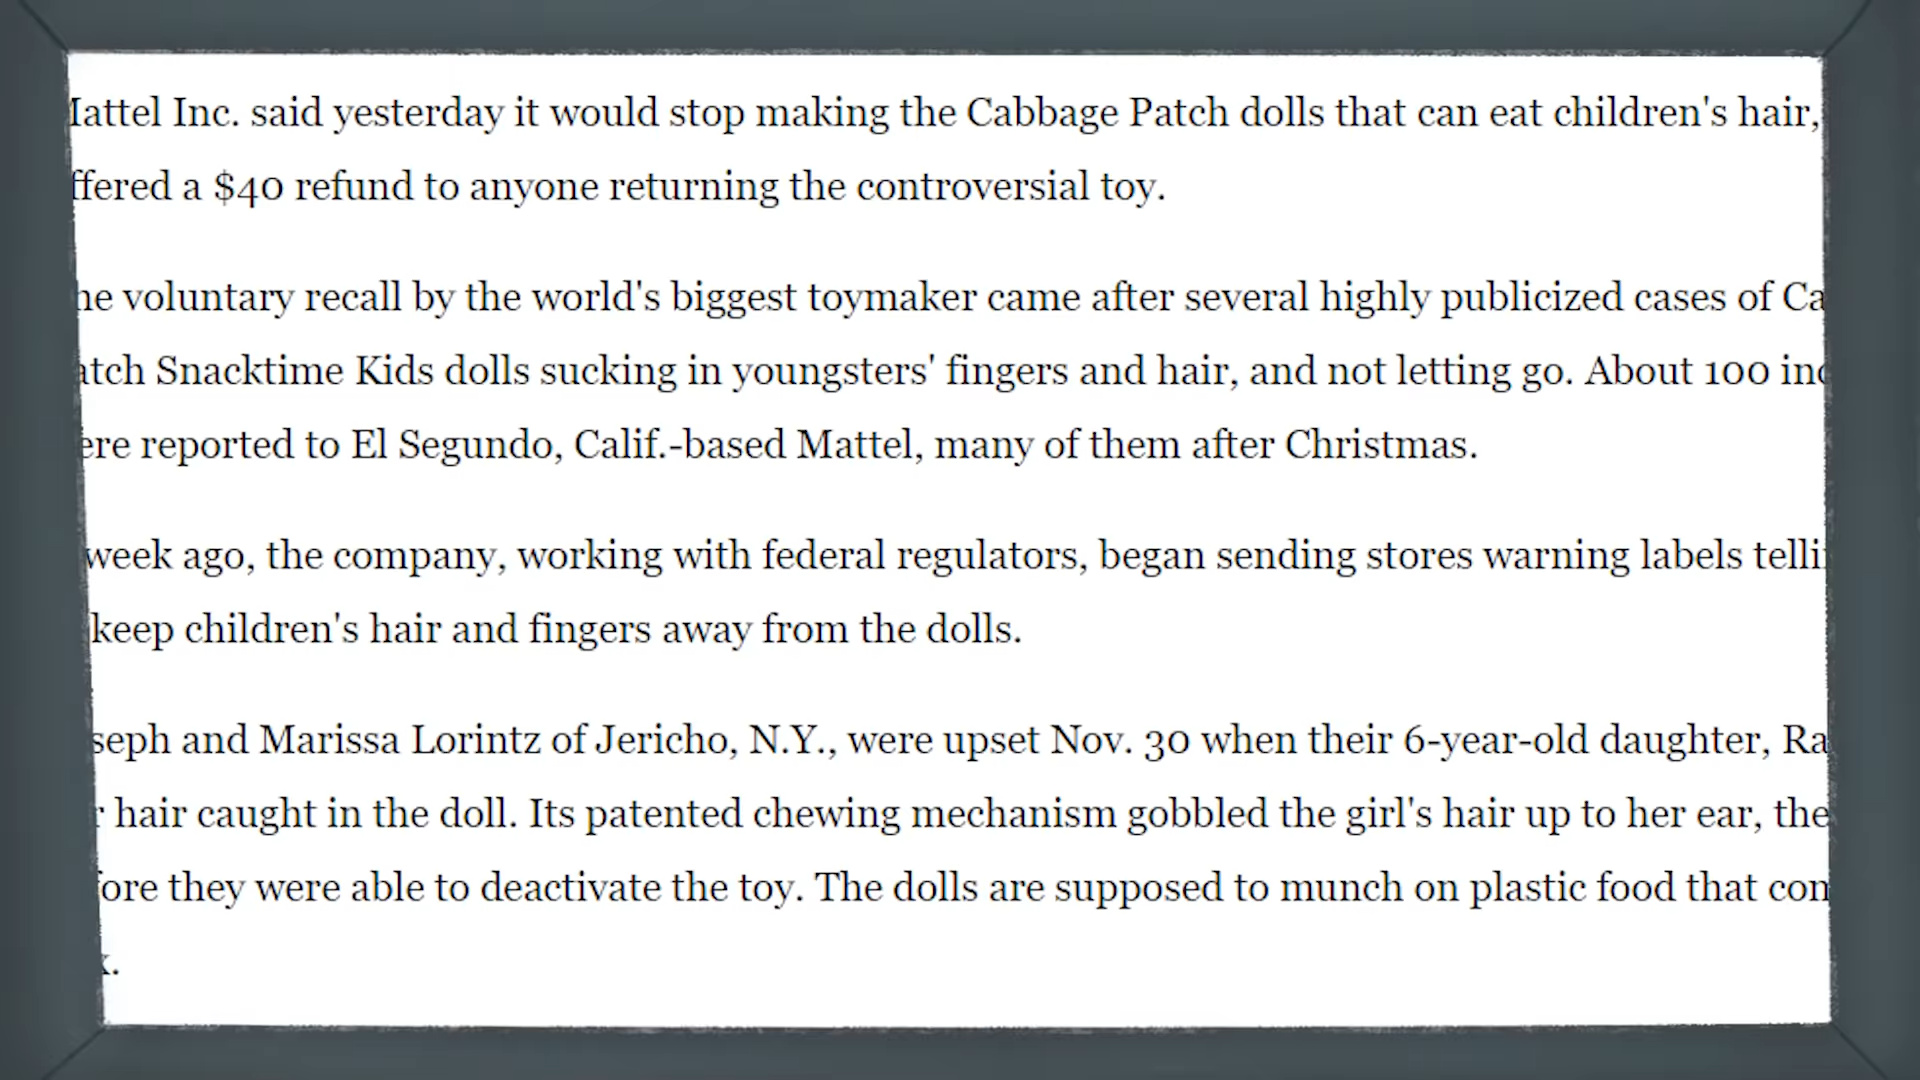 Mattel Inc. said yesterday it would stop making the Cabbage Patch dolls that can eat children's hair,
ffered a $40 refund to anyone returning the controversial toy.
he voluntary recall by the world's biggest toymaker came after several highly publicized cases of Ca
atch Snacktime Kids dolls sucking in youngsters' fingers and hair, and not letting go. About 100 inc
ere reported to El Segundo, Calif.-based Mattel, many of them after Christmas.
week ago, the company, working with federal regulators, began sending stores warning labels telli
keep children's hair and fingers away from the dolls.
seph and Marissa Lorintz of Jericho, N.Y., were upset Nov. 30 when their 6-year-old daughter, Ra
r hair caught in the doll. Its patented chewing mechanism gobbled the girl's hair up to her ear, the
fore they were able to deactivate the toy. The dolls are supposed to munch on plastic food that con
k.